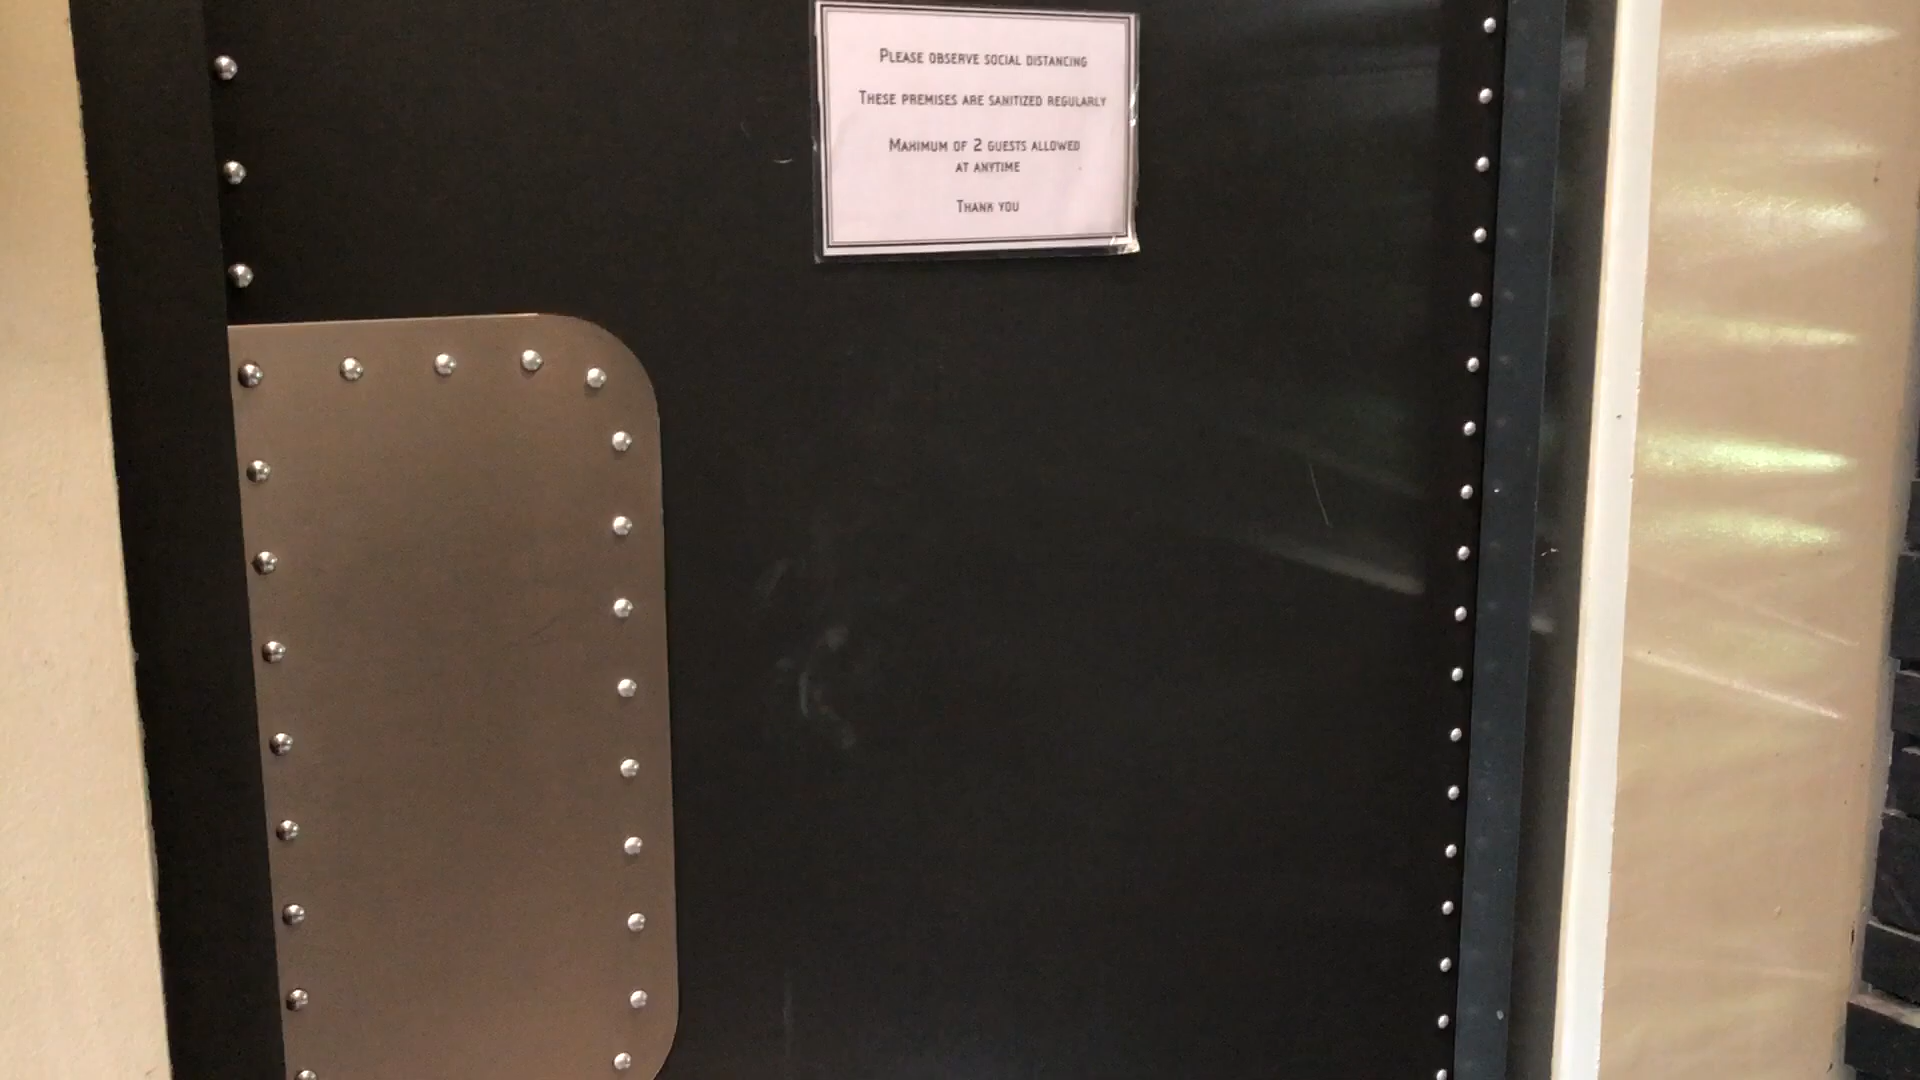 Please observe social distancing
These premises are sanitized regularly
Maximum of 2 guests allowed
at anytime
Thank you